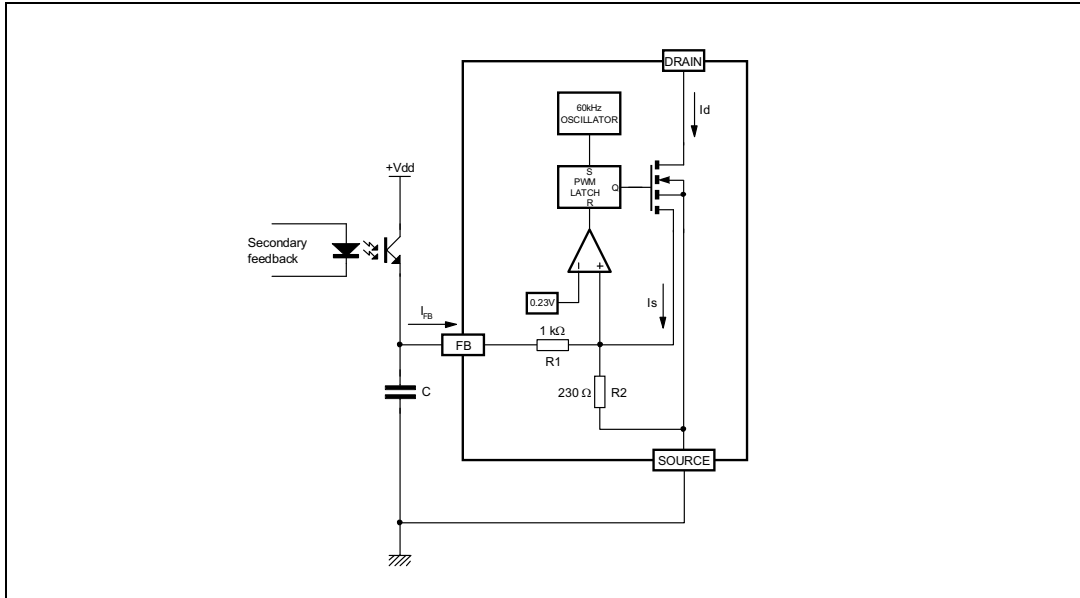 DRAIN
Id
60kHz
OSCILLATOR
+Vdd
S
PWM
LATCH
Q
R
Secondary
feedback
0.23V
Is
IFB
FB
1 kΩ
R1
C
230 Ω
R2
SOURCE